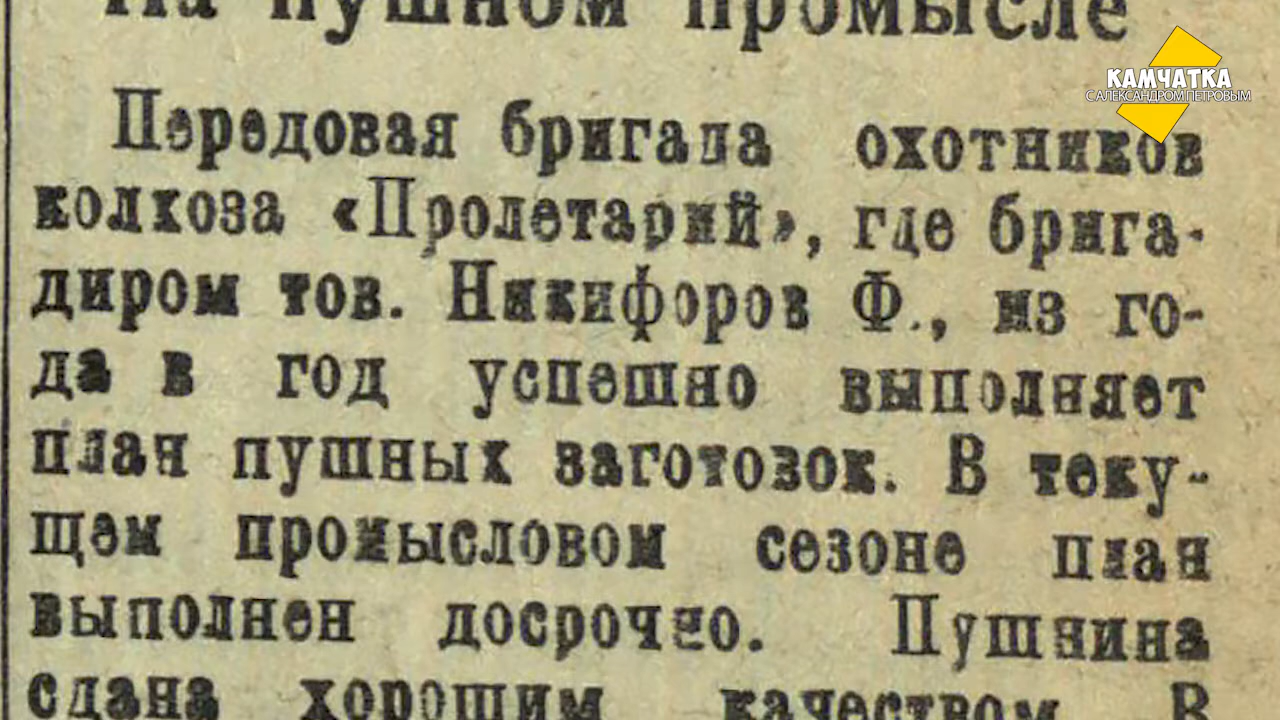 На пушном промысле
КАМЧАТКА
С АЛЕКСАНДРОМ ПЕТРОВЫМ
Передовая бригада охотников
колхоза «Пролетарий», где брига-
диром тов. Никифоров Ф., из го-
да в год успешно выполняет
план пушных заготовок. В теку-
щем промысловом сезоне план
выполнен досрочно. Пушнина
сдана хорошим качеством. В